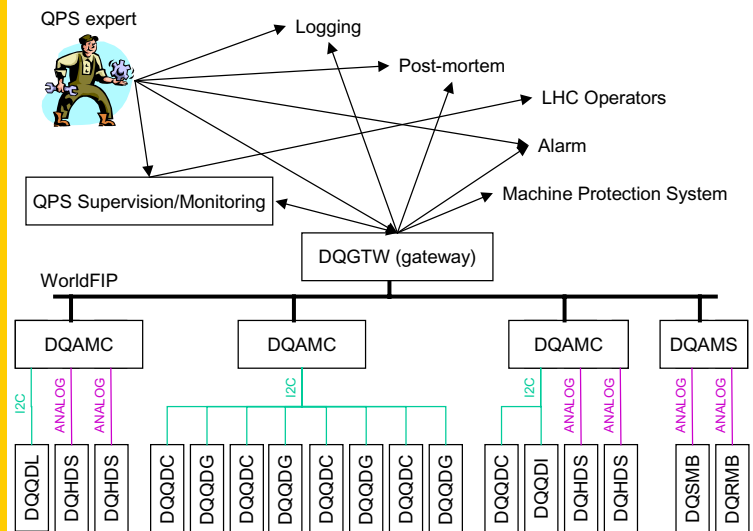 QPS expert
Logging
Post-mortem
LHC Operators
Alarm
QPS Supervision/Monitoring
Machine Protection System
DQGTW (gateway)
WorldFIP
DQAMC
DQAMC
DQAMC
DQAMS
I2C
ANALOG
ANALOG
I2C
I2C
ANALOG
ANALOG
ANALOG
ANALOG
DQQDL
DQHDS
DQHDS
DQQDC
DQQDG
DQQDC
DQQDG
DQQDC
DQQDG
DQQDC
DQQDG
DQQDC
DQQDI
DQHDS
DQHDS
DQSMB
DQRMB